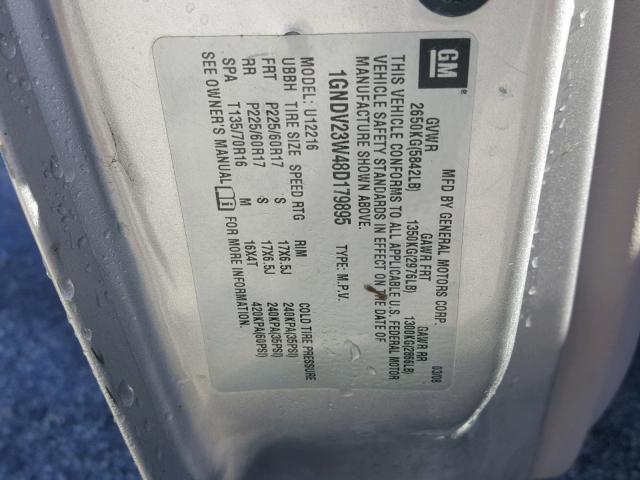 GM
MFD BY GENERAL MOTORS CORP. 03/08
GVWR GAWR FRT GAWR RR
2650KG(5842LB) 1350KG(2976LB) 1300KG(2866LB)
THIS VEHICLE CONFORMS TO ALL APPLICABLE U.S. FEDERAL MOTOR
VEHICLE SAFETY STANDARDS IN EFFECT ON THE DATE OF
MANUFACTURE SHOWN ABOVE.
1GNDV23W48D179895 TYPE: M.P.V.
MODEL: U12216
UBBH TIRE SIZE SPEED RTG RIM COLD TIRE PRESSURE
FRT P225/60R17 S 17X6.5J 240KPA(35PSI)
RR P225/60R17 S 17X6.5J 240KPA(35PSI)
SPA T135/70R16 M 16X4T 420KPA(60PSI)
SEE OWNER'S MANUAL FOR MORE INFORMATION.